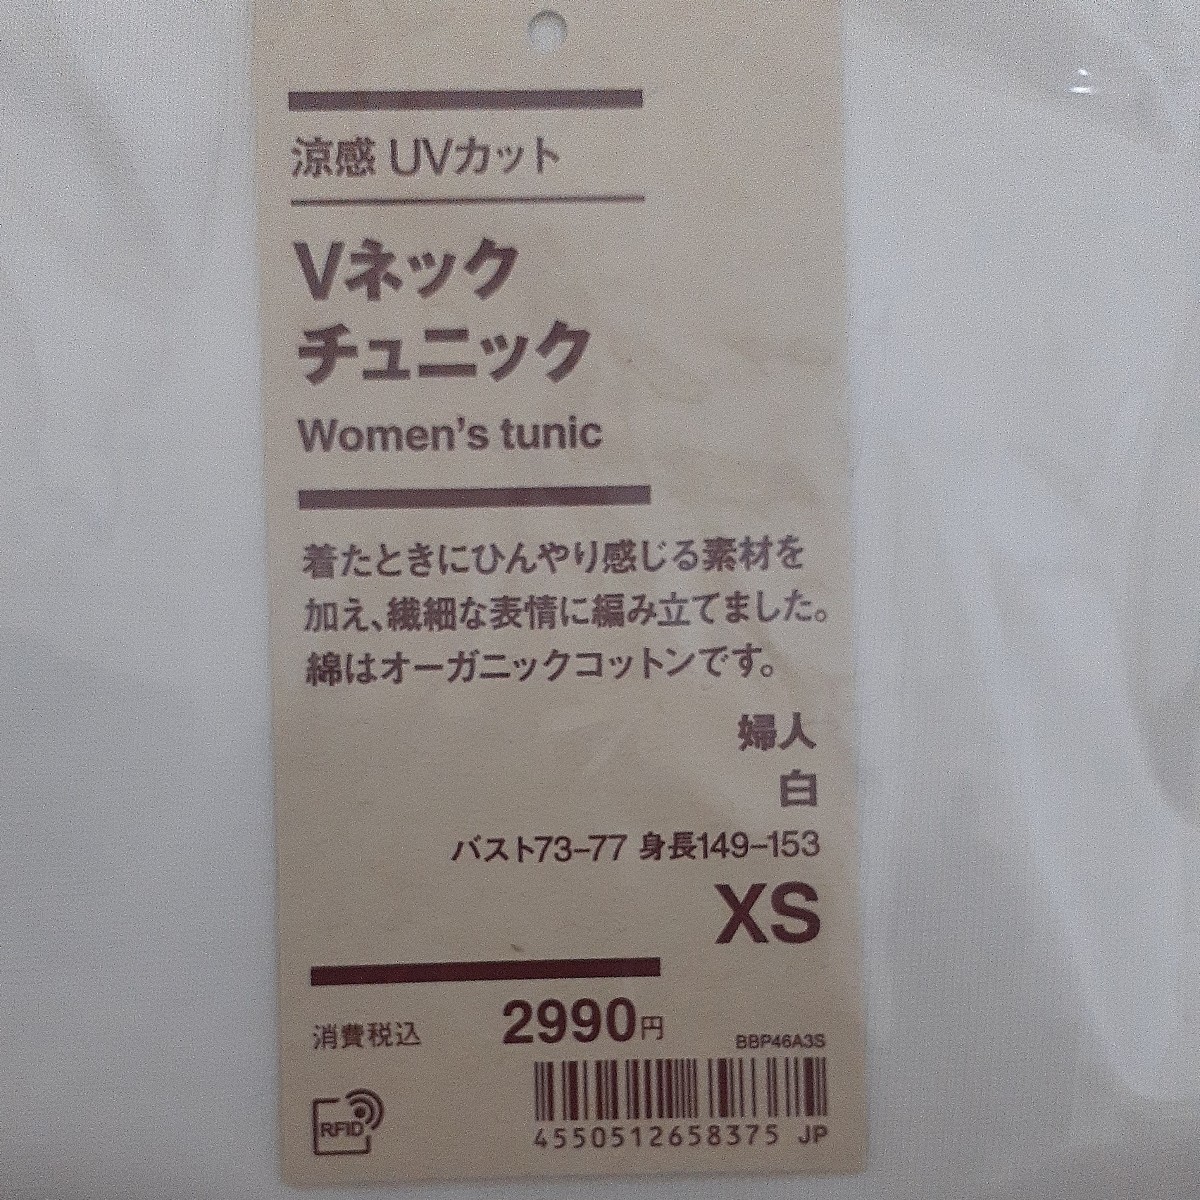 涼感 UVカット
Vネック
チュニック
Women's tunic
着たときにひんやり感じる素材を
加え、繊細な表情に編み立てました。
綿はオーガニックコットンです。
婦人
白
バスト73–77 身長149–153
XS
消費税込 2990円
BBP46A3S
RFID
4550512658375 JP